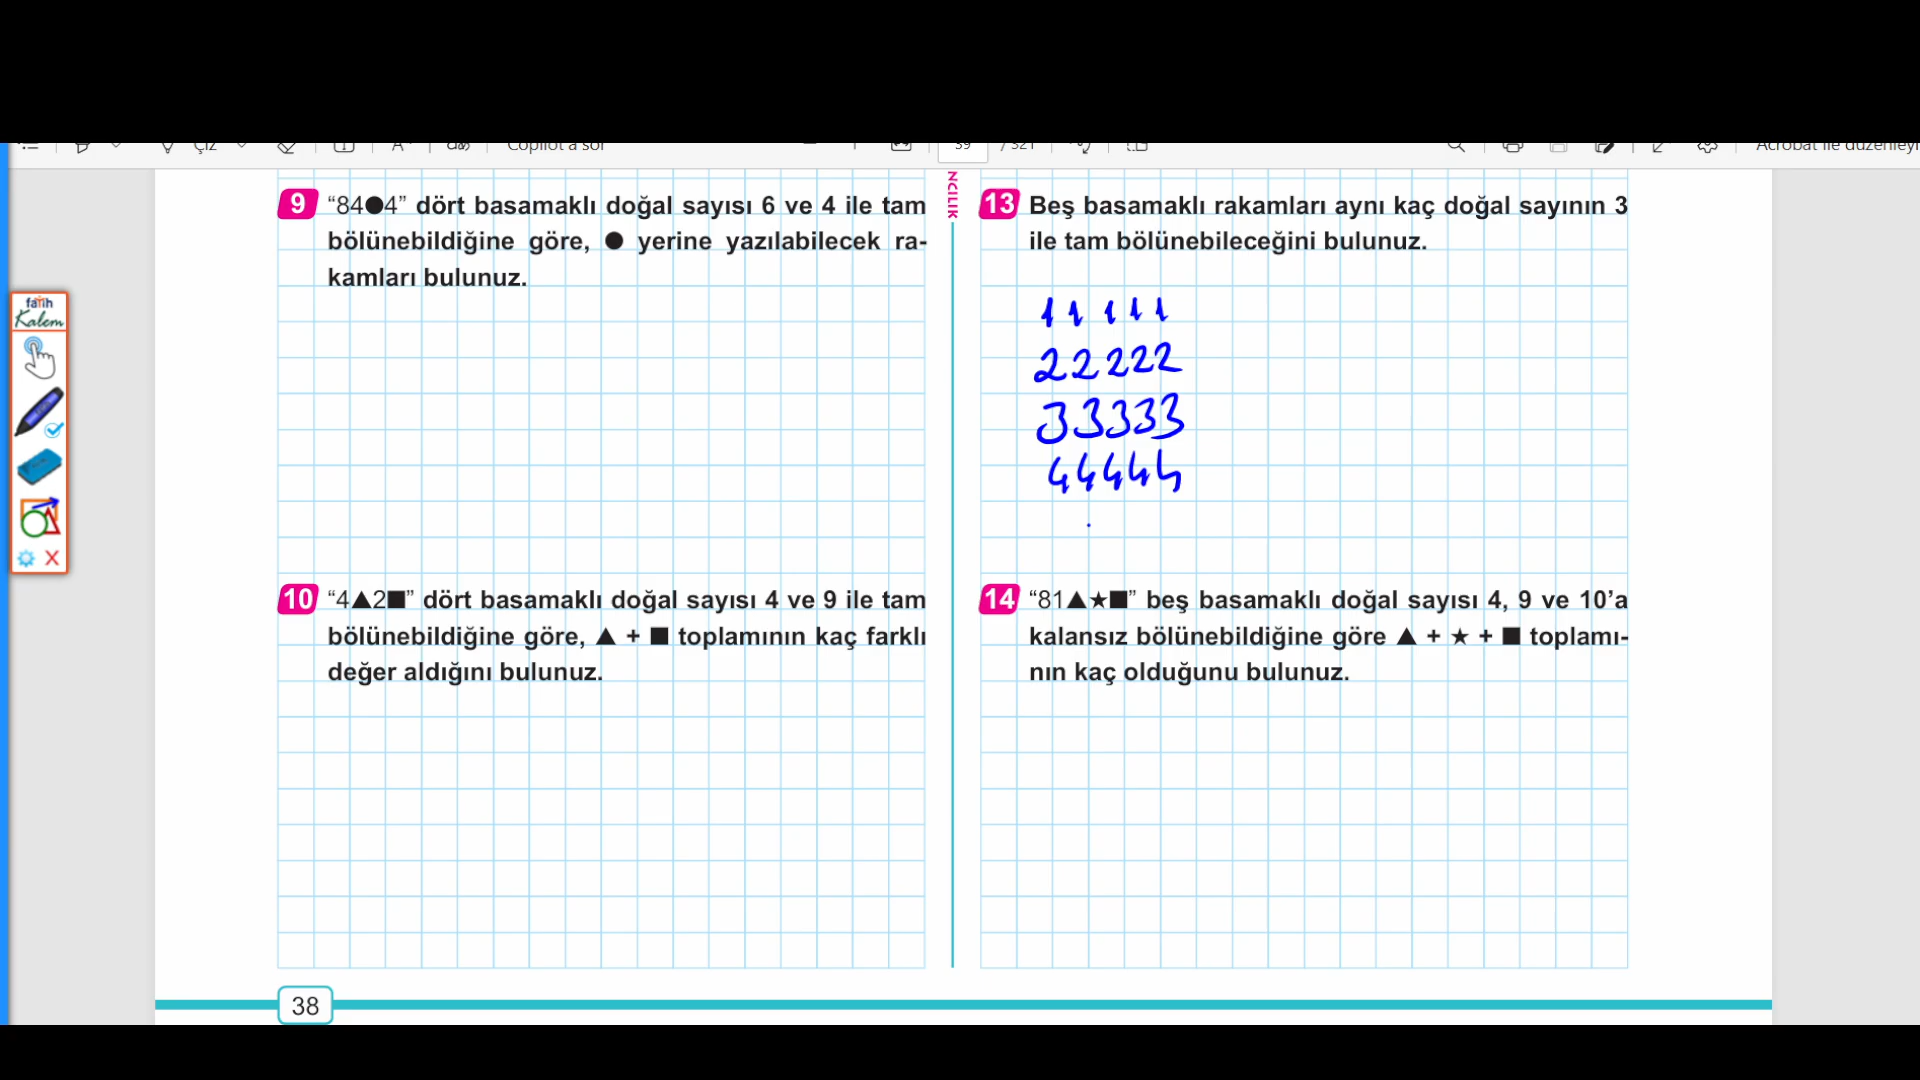 Çiz
Copilot'a sor
39
/ 321
Acrobat ile düzenleyi
fatih
Kalem
NCILIK
9 “84●4” dört basamaklı doğal sayısı 6 ve 4 ile tam
bölünebildiğine göre, ● yerine yazılabilecek ra-
kamları bulunuz.
10 “4▲2■” dört basamaklı doğal sayısı 4 ve 9 ile tam
bölünebildiğine göre, ▲ + ■ toplamının kaç farklı
değer aldığını bulunuz.
13 Beş basamaklı rakamları aynı kaç doğal sayının 3
ile tam bölünebileceğini bulunuz.
11111
22222
33333
44444
14 “81▲★■” beş basamaklı doğal sayısı 4, 9 ve 10’a
kalansız bölünebildiğine göre ▲ + ★ + ■ toplamı-
nın kaç olduğunu bulunuz.
38